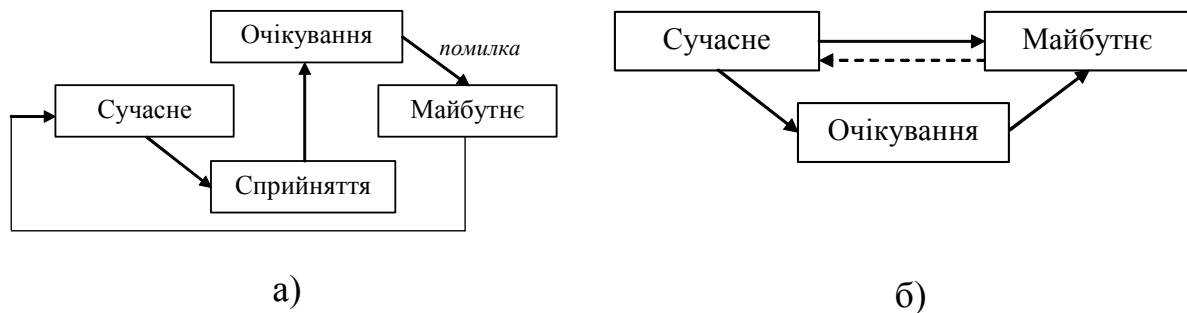 Очікування
помилка
Сучасне
Майбутнє
Сприйняття
а)
Сучасне
Майбутнє
Очікування
б)